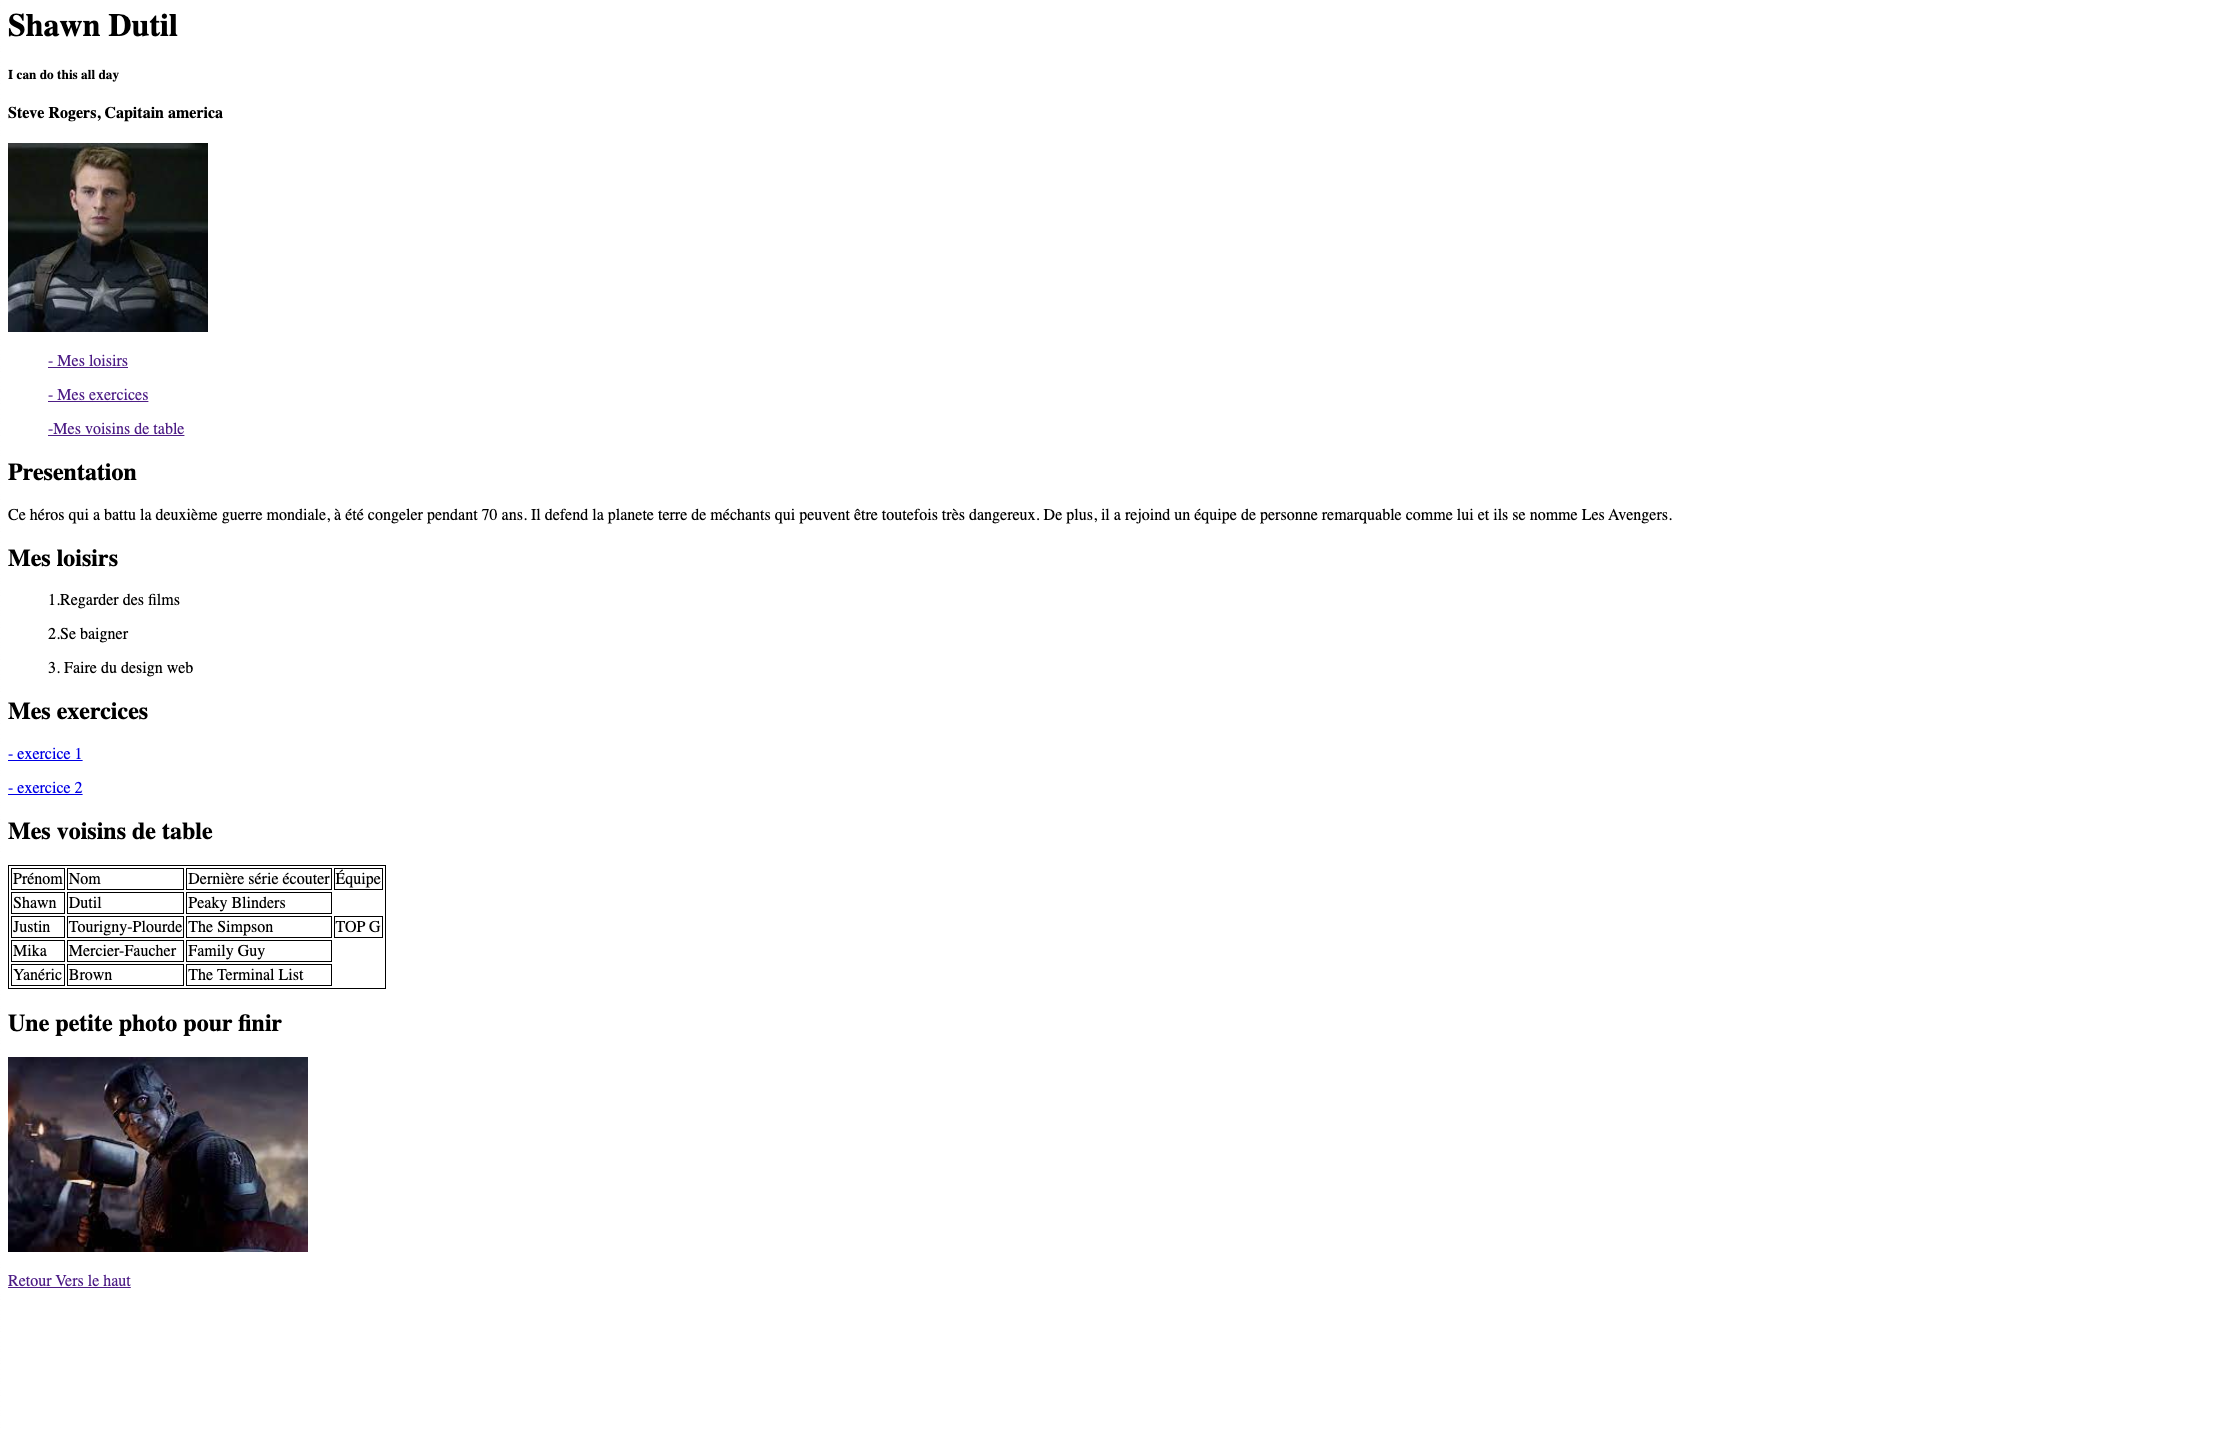 Shawn Dutil
I can do this all day
Steve Rogers, Capitain america
- Mes loisirs
- Mes exercices
-Mes voisins de table
Presentation
Ce héros qui a battu la deuxième guerre mondiale, à été congeler pendant 70 ans. Il defend la planete terre de méchants qui peuvent être toutefois très dangereux. De plus, il a rejoind un équipe de personne remarquable comme lui et ils se nomme Les Avengers.
Mes loisirs
1.Regarder des films
2.Se baigner
3. Faire du design web
Mes exercices
- exercice 1
- exercice 2
Mes voisins de table
Prénom Nom Dernière série écouter Équipe
Shawn Dutil Peaky Blinders
Justin Tourigny-Plourde The Simpson TOP G
Mika Mercier-Faucher Family Guy
Yanéric Brown The Terminal List
Une petite photo pour finir
Retour Vers le haut